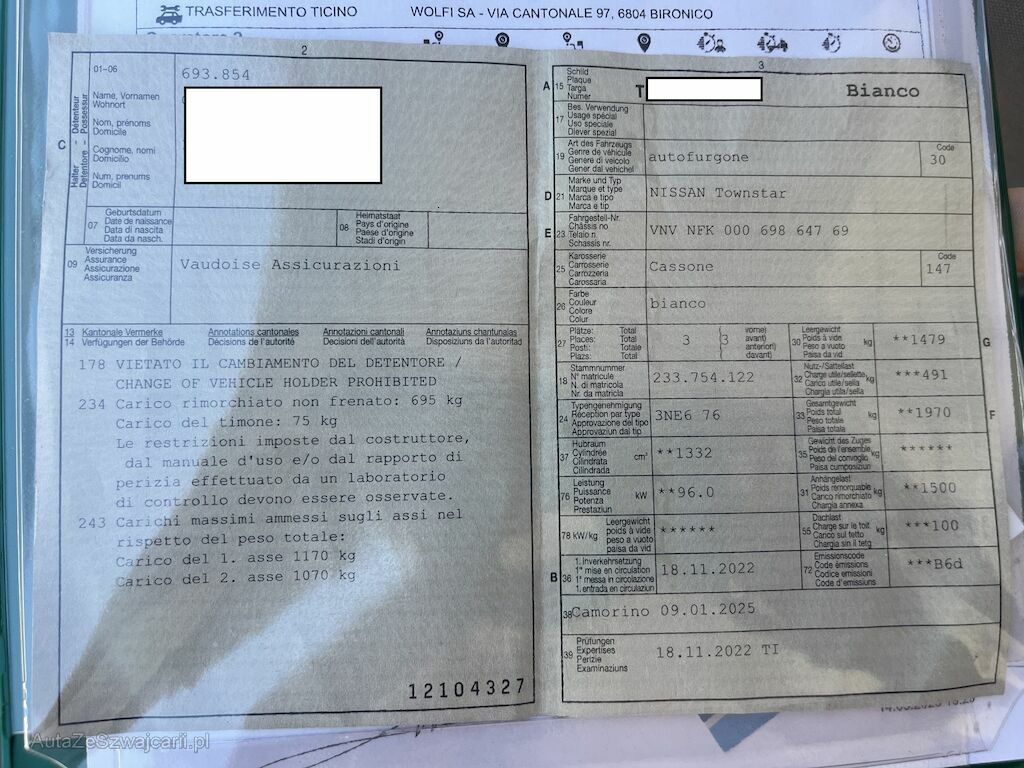 TRASFERIMENTO TICINO WOLFI SA - VIA CANTONALE 97, 6804 BIRONICO
2
01-06
693.854
C
Halter Détenteur
Detentore - Possessur
Name, Vornamen
Wohnort
Nom, prénoms
Domicile
Cognome, nomi
Domicilio
Num, prenums
Domicil
07
Geburtsdatum
Date de naissance
Data di nascita
Data da nasch.
08
Heimatstaat
Pays d'origine
Paese d'origine
Stadi d'origin
09
Versicherung
Assurance
Assicurazione
Assicuranza
Vaudoise Assicurazioni
13 Kantonale Vermerke Annotations cantonales Annotazioni cantonali Annotaziuns chantunalas
14 Verfügungen der Behörde Décisions de l'autorité Decisioni dell'autorità Disposiziuns da l'autoritad
178 VIETATO IL CAMBIAMENTO DEL DETENTORE /
CHANGE OF VEHICLE HOLDER PROHIBITED
234 Carico rimorchiato non frenato: 695 kg
Carico del timone: 75 kg
Le restrizioni imposte dal costruttore,
dal manuale d'uso e/o dal rapporto di
perizia effettuato da un laboratorio
di controllo devono essere osservate.
243 Carichi massimi ammessi sugli assi nel
rispetto del peso totale:
Carico del 1. asse 1170 kg
Carico del 2. asse 1070 kg
12104327
3
A 15
Schild
Plaque
Targa
Numer
T Bianco
17
Bes. Verwendung
Usage spécial
Uso speciale
Diever spezial
19
Art des Fahrzeugs
Genre de véhicule
Genere di veicolo
Gener dal vehichel
autofurgone
Code
30
D 21
Marke und Typ
Marque et type
Marca e tipo
Marca e tip
NISSAN Townstar
E 23
Fahrgestell-Nr.
Châssis no
Telaio n.
Schassis nr.
VNV NFK 000 698 647 69
25
Karosserie
Carrosserie
Carrozzeria
Carossaria
Cassone
Code
147
26
Farbe
Couleur
Colore
Colur
bianco
27
Plätze: Total
Places: Total
Posti: Totale
Plazs: Total
3
(
(3
(
(
vorne)
avant)
anteriori)
davant)
30
Leergewicht
Poids à vide
Peso a vuoto
Paisa da vid
kg
**1479
G
18
Stammnummer
N° matricule
N. di matricola
Nr. da matricla
233.754.122
32
Nutz-/Sattellast
Charge utile/sellette
Carico utile/sella
Chargia utila/sella
kg
***491
24
Typengenehmigung
Réception par type
Approvazione del tipo
Approvaziun dal tip
3NE6 76
33
Gesamtgewicht
Poids total
Peso totale
Paisa totala
kg
**1970
F
37
Hubraum
Cylindrée
Cilindrata
Cilindrada
cm³
**1332
35
Gewicht des Zuges
Poids de l'ensemble
Peso del convoglio
Paisa cumposiziun
kg
******
76
Leistung
Puissance
Potenza
Prestaziun
kW
**96.0
31
Anhängelast
Poids remorquable
Carico rimorchiato
Chargia annexa
kg
**1500
78 kW/kg
Leergewicht
poids à vide
peso a vuoto
paisa da vid
******
55
Dachlast
Charge sur le toit
Carico sul tetto
Chargia sin il tetg
kg
***100
B 36
1. Inverkehrsetzung
1re mise en circulation
1a messa in circolazione
1. entrada en circulaziun
18.11.2022
72
Emissionscode
Code émissions
Codice emissioni
Code d'emissiuns
***B6d
38 Camorino 09.01.2025
39
Prüfungen
Expertises
Perizie
Examinaziuns
18.11.2022 TI
AutaZeSzwajcarii.pl